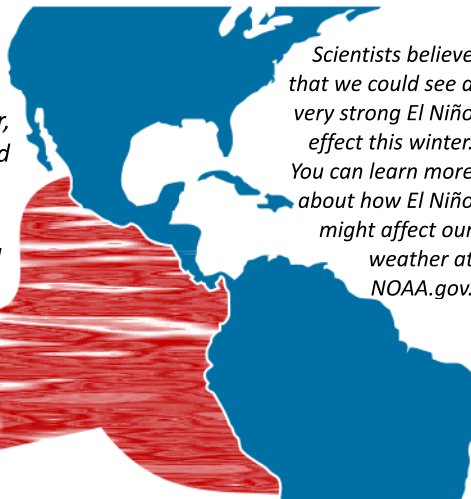 Scientists believe
that we could see a
very strong El Niño
effect this winter.
You can learn more
about how El Niño
might affect our
weather at
NOAA.gov.
r,
d